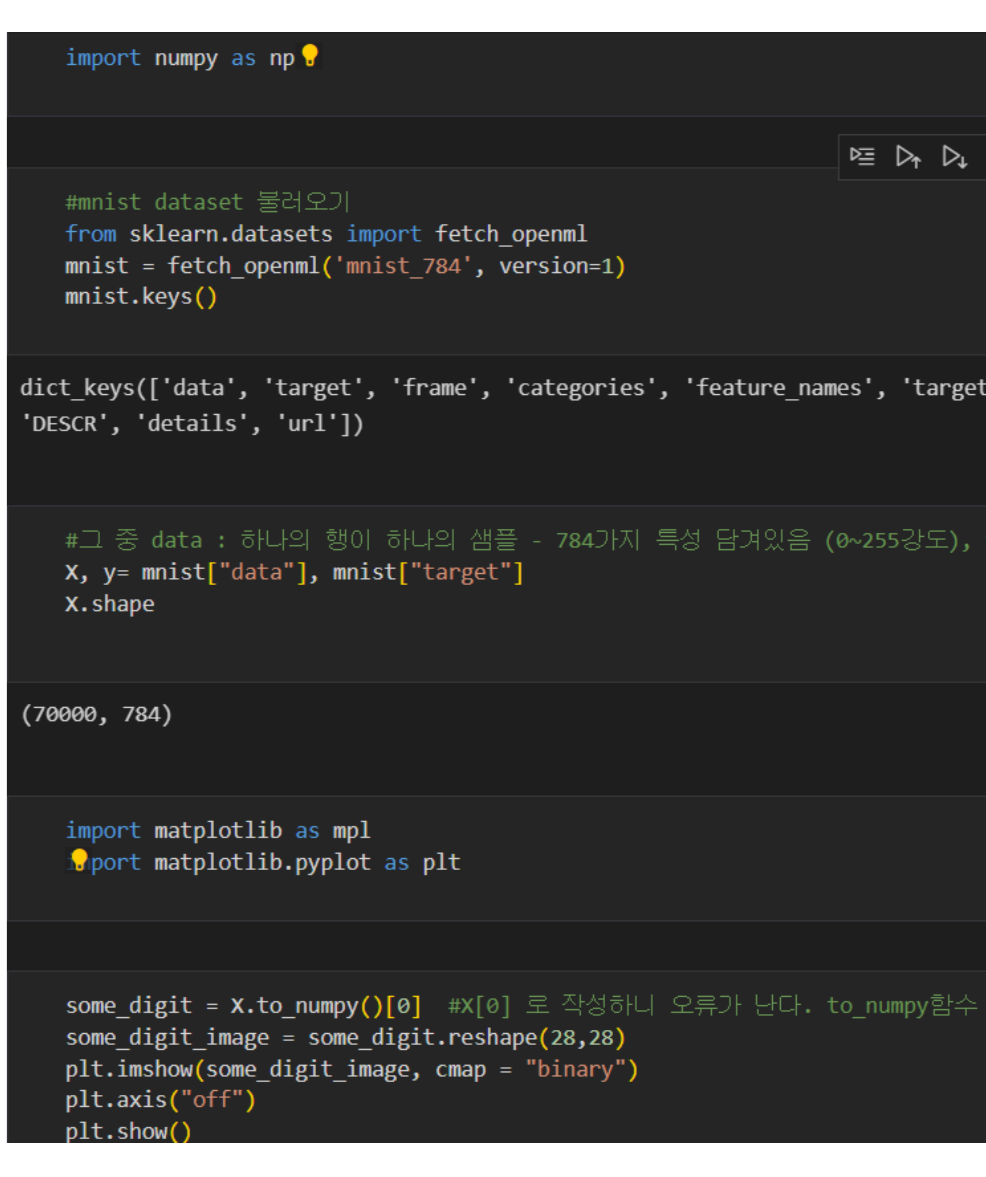 import numpy as np
#mnist dataset 불러오기
from sklearn.datasets import fetch_openml
mnist = fetch_openml('mnist_784', version=1)
mnist.keys()
dict_keys(['data', 'target', 'frame', 'categories', 'feature_names', 'target
'DESCR', 'details', 'url'])
#그 중 data : 하나의 행이 하나의 샘플 - 784가지 특성 담겨있음 (0~255강도),
X, y= mnist["data"], mnist["target"]
X.shape
(70000, 784)
import matplotlib as mpl
import matplotlib.pyplot as plt
some_digit = X.to_numpy()[0]  #X[0] 로 작성하니 오류가 난다. to_numpy함수
some_digit_image = some_digit.reshape(28,28)
plt.imshow(some_digit_image, cmap = "binary")
plt.axis("off")
plt.show()